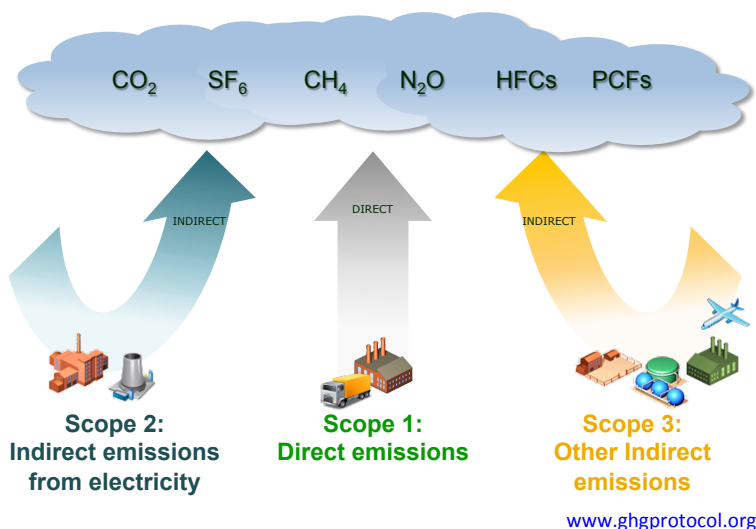 CO₂ SF₆ CH₄ N₂O HFCs PCFs
INDIRECT
DIRECT
INDIRECT
Scope 2:
Indirect emissions
from electricity
Scope 1:
Direct emissions
Scope 3:
Other Indirect
emissions
www.ghgprotocol.org